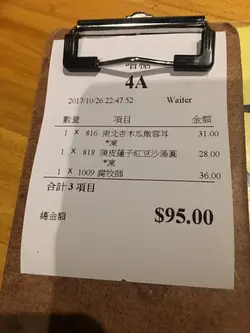 4A
2017/10/26 22:47:52 Waiter
數量 項目 金額
1 X 816 南北杏木瓜燉雪耳 31.00
*凍
1 X 818 陳皮蓮子紅豆沙湯圓 28.00
*凍
1 X 1009 腐牧師 36.00
合計 3 項目
總金額 $95.00